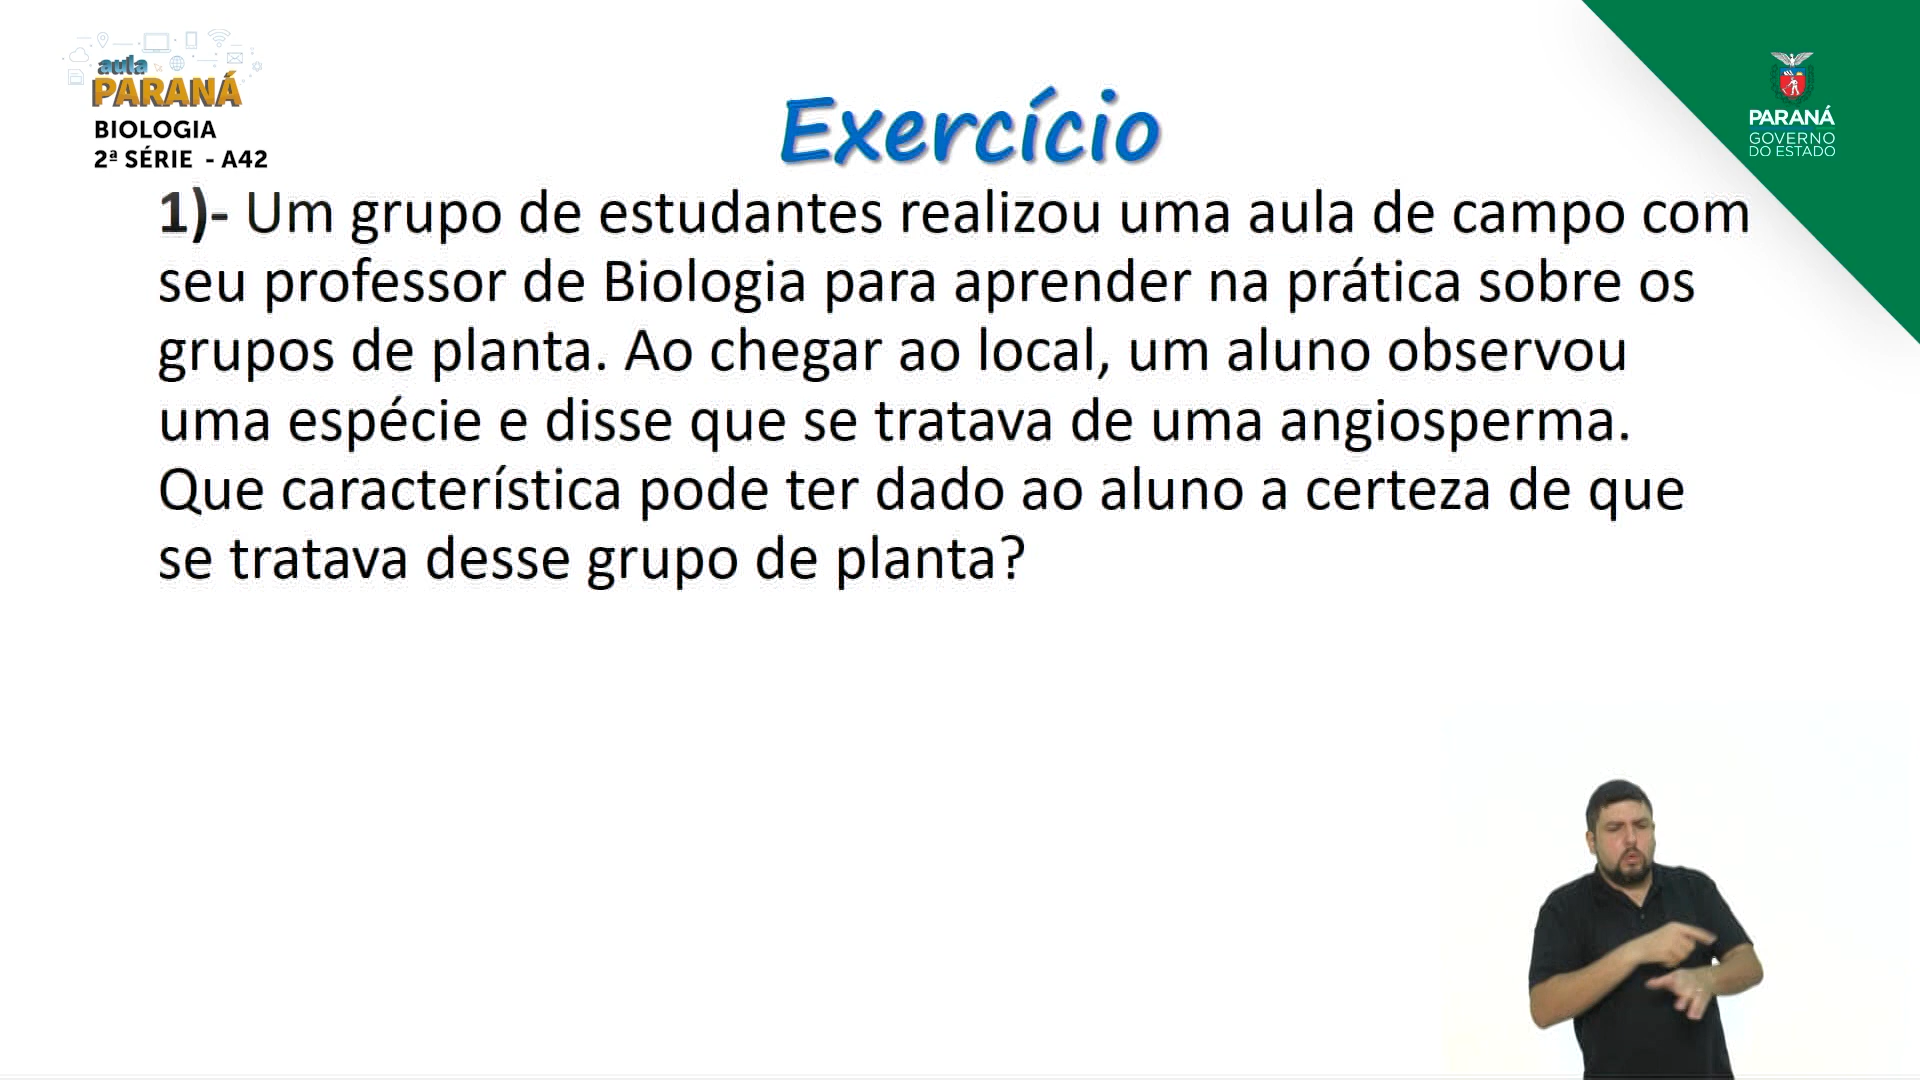 aula
PARANÁ
BIOLOGIA
2ª SÉRIE - A42
PARANÁ
GOVERNO
DO ESTADO
Exercício
1)- Um grupo de estudantes realizou uma aula de campo com
seu professor de Biologia para aprender na prática sobre os
grupos de planta. Ao chegar ao local, um aluno observou
uma espécie e disse que se tratava de uma angiosperma.
Que característica pode ter dado ao aluno a certeza de que
se tratava desse grupo de planta?